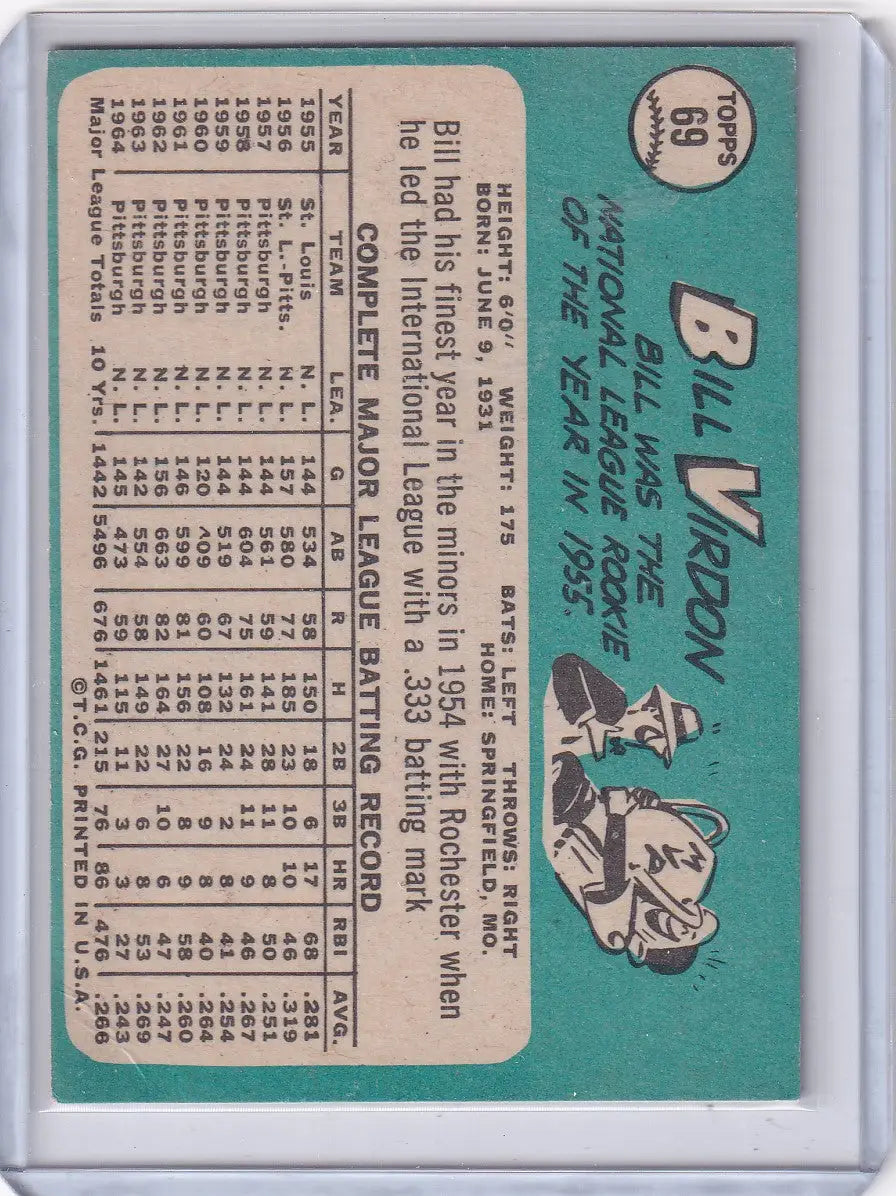 TOPPS
69
BILL VIRDON
BILL WAS THE
NATIONAL LEAGUE ROOKIE
OF THE YEAR IN 1955.
HEIGHT: 6'0" WEIGHT: 175 BATS: LEFT THROWS: RIGHT
BORN: JUNE 9, 1931 HOME: SPRINGFIELD, MO.
Bill had his finest year in the minors in 1954 with Rochester when
he led the International League with a .333 batting mark
COMPLETE MAJOR LEAGUE BATTING RECORD
YEAR TEAM LEA. G AB R H 2B 3B HR RBI AVG.
1955 St. Louis N. L. 144 534 58 150 18 6 17 68 .281
1956 St. L.-Pitts. N. L. 157 580 77 185 23 10 10 46 .319
1957 Pittsburgh N. L. 144 561 59 141 28 11 8 50 .251
1958 Pittsburgh N. L. 144 604 75 161 24 11 9 46 .267
1959 Pittsburgh N. L. 144 519 67 132 24 2 8 41 .254
1960 Pittsburgh N. L. 120 409 60 108 16 9 8 40 .264
1961 Pittsburgh N. L. 146 599 81 156 22 8 9 58 .260
1962 Pittsburgh N. L. 156 663 82 164 27 10 6 47 .247
1963 Pittsburgh N. L. 142 554 58 149 22 6 8 53 .269
1964 Pittsburgh N. L. 145 473 59 115 11 3 3 27 .243
Major League Totals 10 Yrs. 1442 5496 676 1461 215 76 86 476 .266
©T.C.G. PRINTED IN U.S.A.